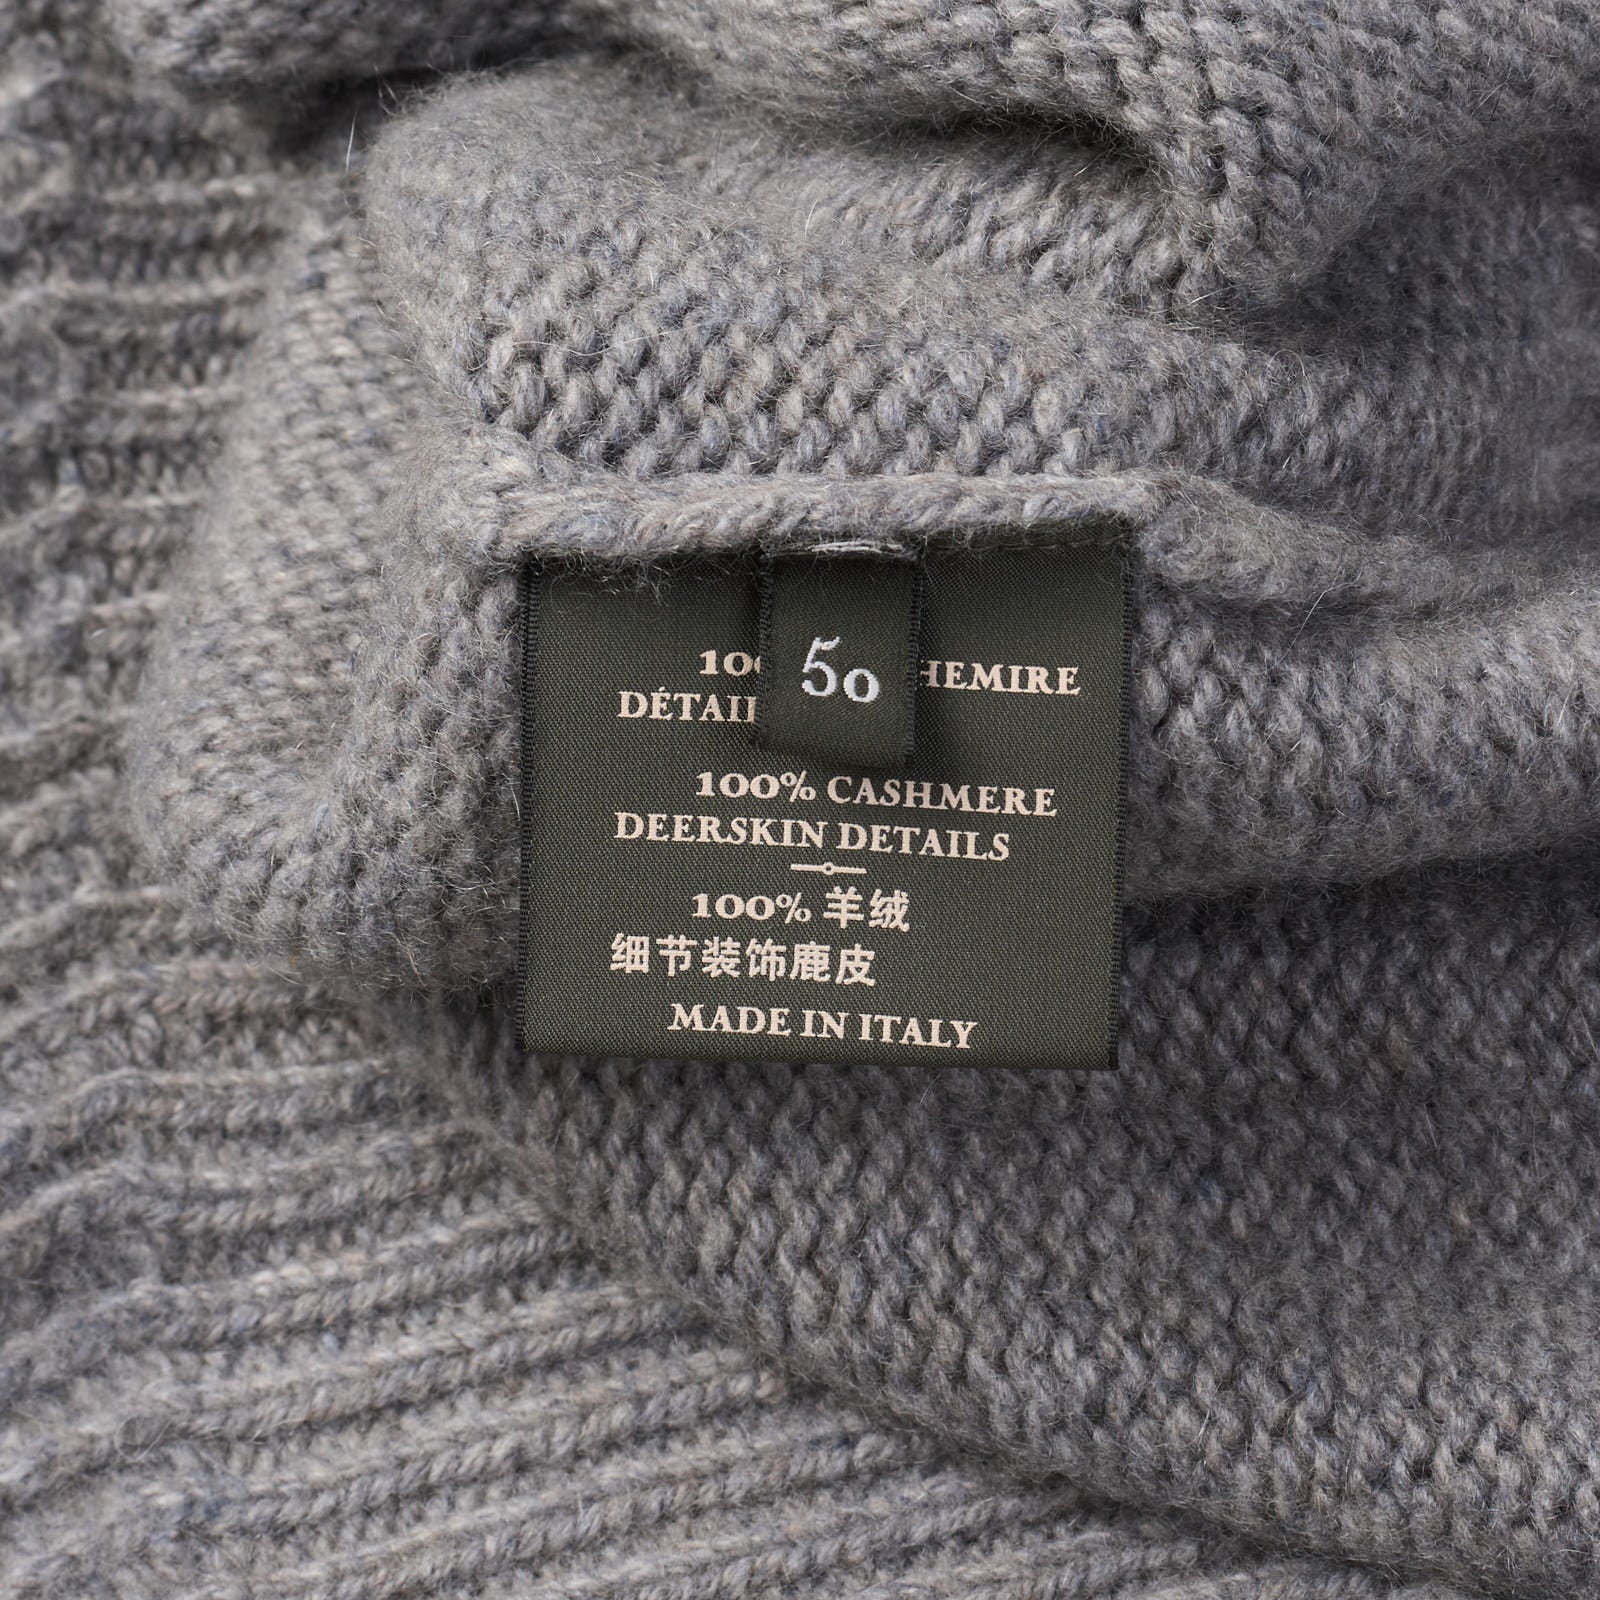 50
100% CASHMERE
DEERSKIN DETAILS
100% 羊绒
细节装饰鹿皮
MADE IN ITALY